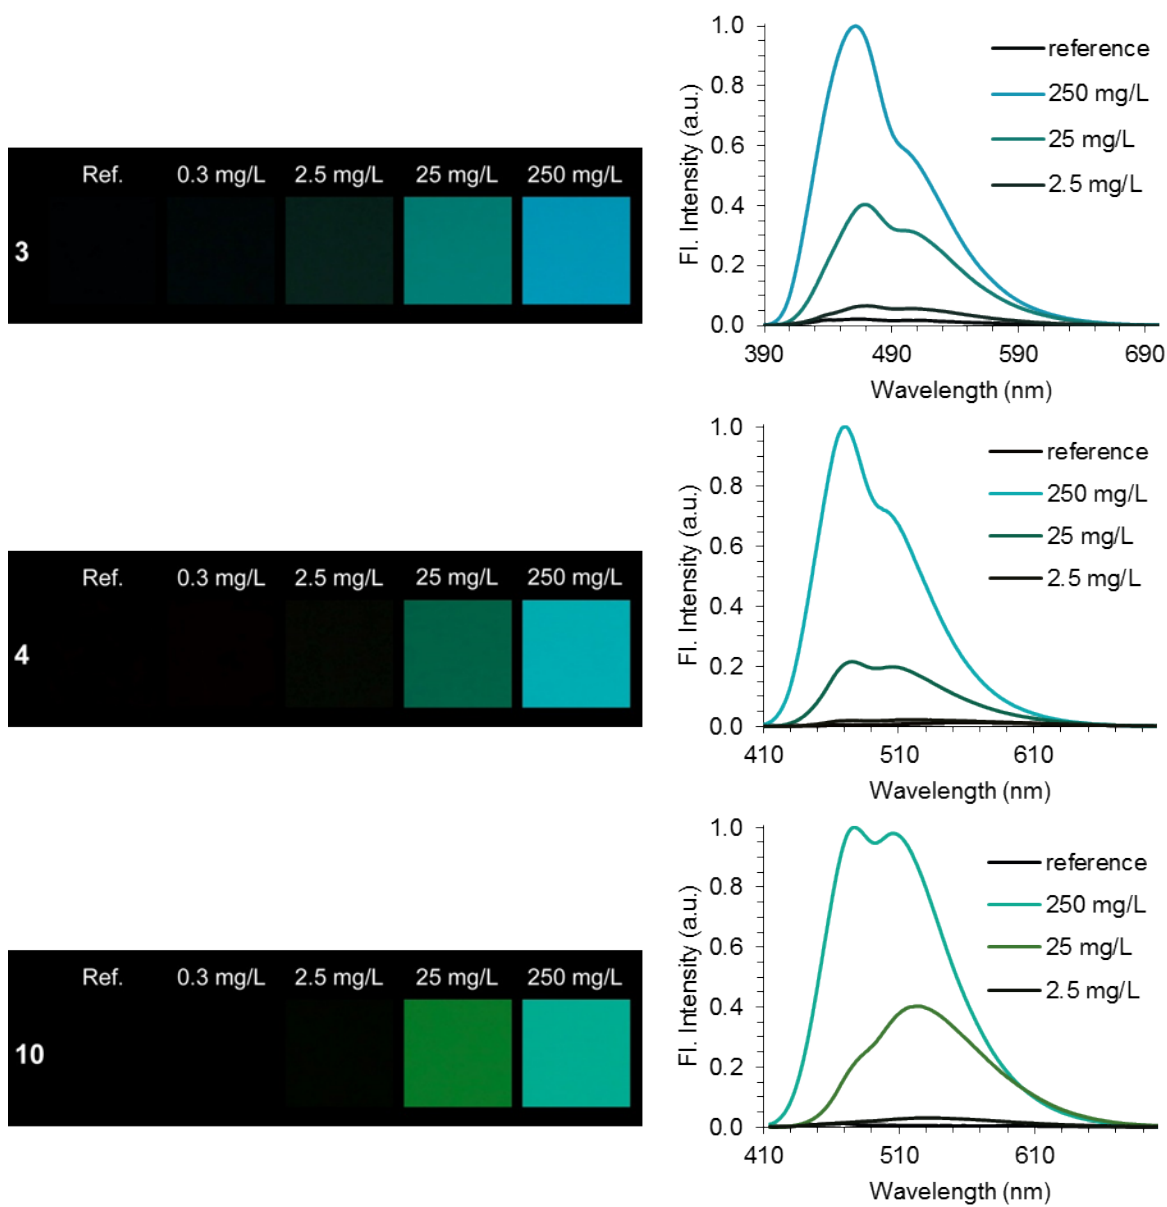 Ref. 0.3 mg/L 2.5 mg/L 25 mg/L 250 mg/L
3
Fl. Intensity (a.u.)
1.0
0.8
0.6
0.4
0.2
0.0
reference
250 mg/L
25 mg/L
2.5 mg/L
390 490 590 690
Wavelength (nm)
Ref. 0.3 mg/L 2.5 mg/L 25 mg/L 250 mg/L
4
Fl. Intensity (a.u.)
1.0
0.8
0.6
0.4
0.2
0.0
reference
250 mg/L
25 mg/L
2.5 mg/L
410 510 610
Wavelength (nm)
Ref. 0.3 mg/L 2.5 mg/L 25 mg/L 250 mg/L
10
Fl. Intensity (a.u.)
1.0
0.8
0.6
0.4
0.2
0.0
reference
250 mg/L
25 mg/L
2.5 mg/L
410 510 610
Wavelength (nm)